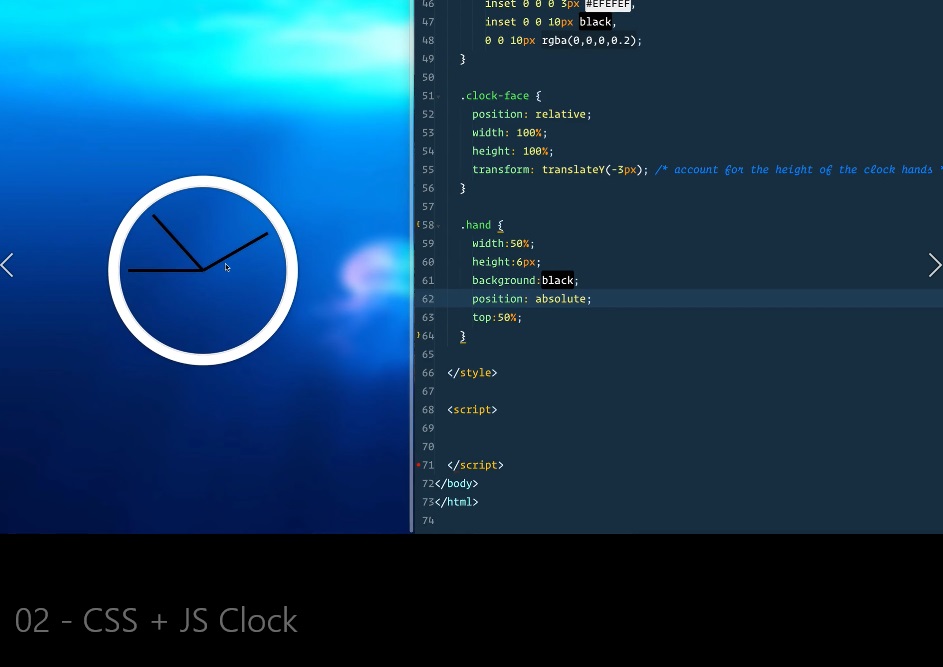 46 inset 0 0 0 3px #EFEFEF,
47 inset 0 0 10px black,
48 0 0 10px rgba(0,0,0,0.2);
49 }
50
51 .clock-face {
52 position: relative;
53 width: 100%;
54 height: 100%;
55 transform: translateY(-3px); /* account for the height of the clock hands *
56 }
57
58 .hand {
59 width:50%;
60 height:6px;
61 background:black;
62 position: absolute;
63 top:50%;
64 }
65
66 </style>
67
68 <script>
69
70
71 </script>
72 </body>
73 </html>
74
02 - CSS + JS Clock